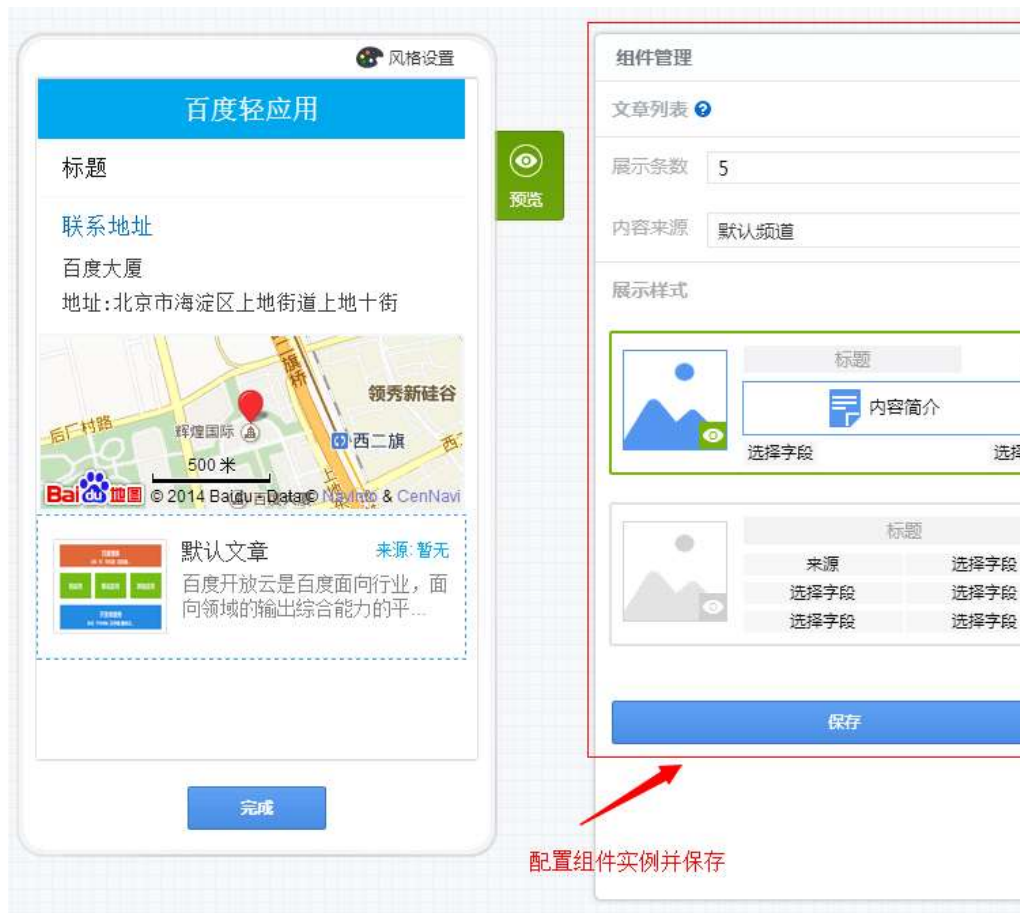 风格设置
百度轻应用
标题
联系地址
百度大厦
地址:北京市海淀区上地街道上地十街
二旗桥
领秀新硅谷
后厂村路
辉煌国际
西二旗
西
500 米
Bai du 地图 © 2014 Baidu - Data © NavInfo & CenNavi
默认文章
来源: 暂无
百度开放云是百度面向行业，面
向领域的输出综合能力的平...
完成
预览
组件管理
文章列表 ?
展示条数 5
内容来源 默认频道
展示样式
标题
内容简介
选择字段 选择
标题
来源 选择字段
选择字段 选择字段
选择字段 选择字段
保存
配置组件实例并保存